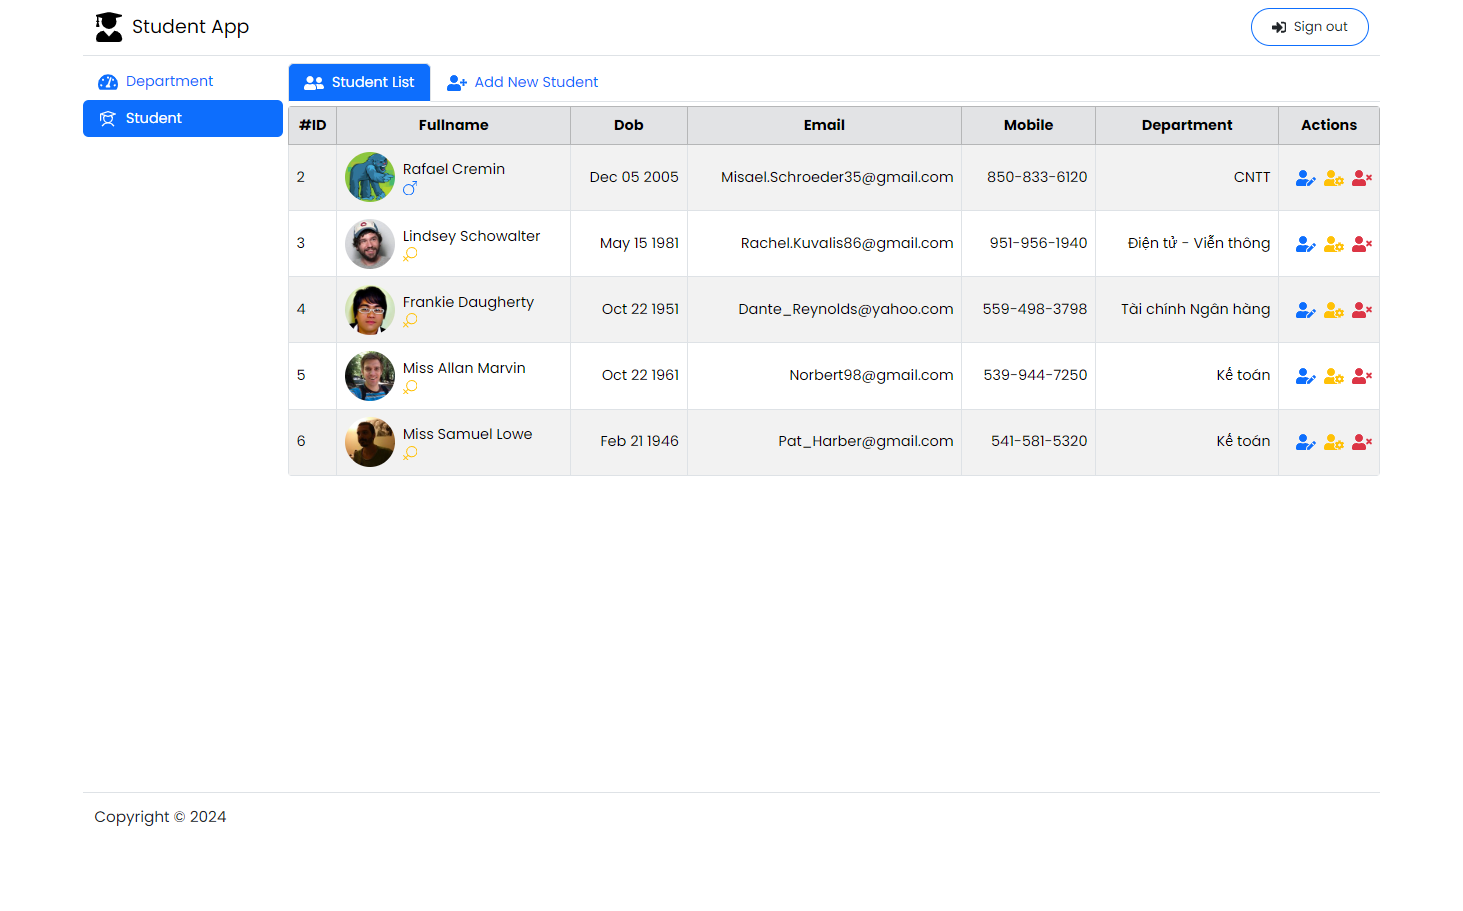 Student App
Sign out
Department
Student
Student List
Add New Student
#ID Fullname Dob Email Mobile Department Actions
2 Rafael Cremin Dec 05 2005 Misael.Schroeder35@gmail.com 850-833-6120 CNTT
3 Lindsey Schowalter May 15 1981 Rachel.Kuvalis86@gmail.com 951-956-1940 Điện tử - Viễn thông
4 Frankie Daugherty Oct 22 1951 Dante_Reynolds@yahoo.com 559-498-3798 Tài chính Ngân hàng
5 Miss Allan Marvin Oct 22 1961 Norbert98@gmail.com 539-944-7250 Kế toán
6 Miss Samuel Lowe Feb 21 1946 Pat_Harber@gmail.com 541-581-5320 Kế toán
Copyright © 2024